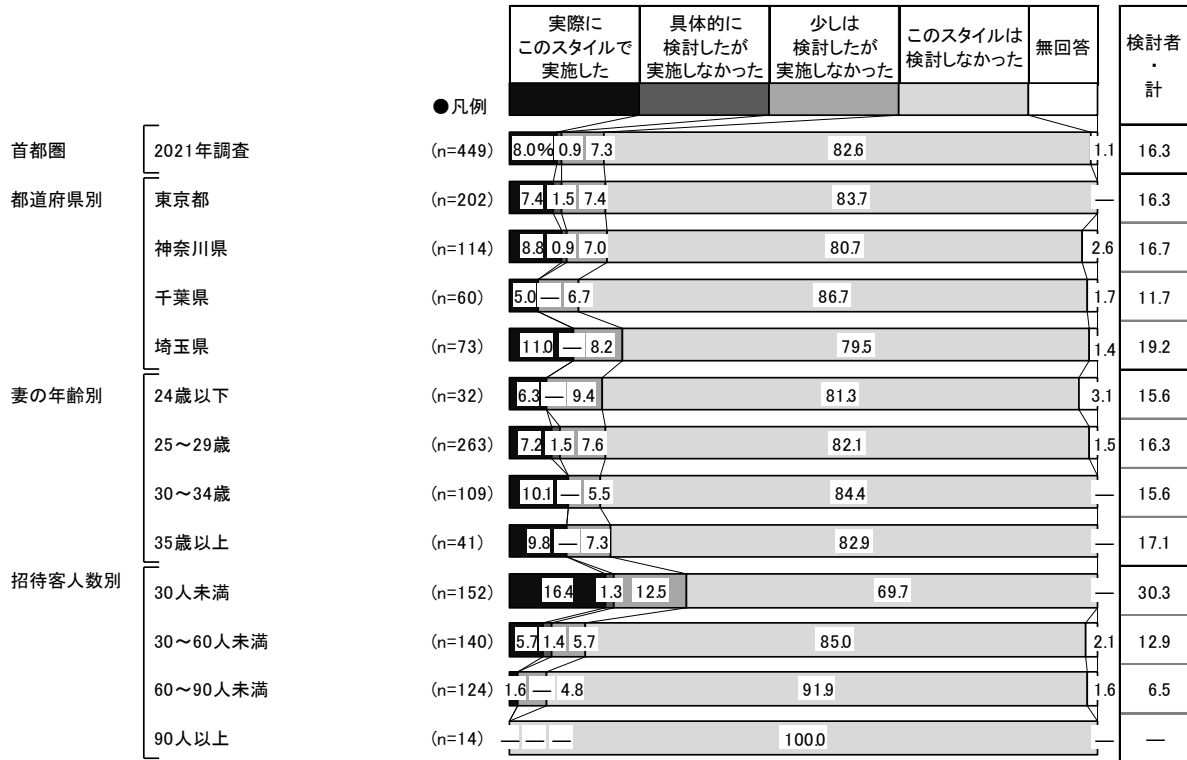 実際に
このスタイルで
実施した
具体的に
検討したが
実施しなかった
少しは
検討したが
実施しなかった
このスタイルは
検討しなかった
無回答
検討者
・
計
●凡例
首都圏 2021年調査 (n=449) 8.0% 0.9 7.3 82.6 1.1 16.3
都道府県別 東京都 (n=202) 7.4 1.5 7.4 83.7 — 16.3
神奈川県 (n=114) 8.8 0.9 7.0 80.7 2.6 16.7
千葉県 (n=60) 5.0 — 6.7 86.7 1.7 11.7
埼玉県 (n=73) 11.0 — 8.2 79.5 1.4 19.2
妻の年齢別 24歳以下 (n=32) 6.3 — 9.4 81.3 3.1 15.6
25～29歳 (n=263) 7.2 1.5 7.6 82.1 1.5 16.3
30～34歳 (n=109) 10.1 — 5.5 84.4 — 15.6
35歳以上 (n=41) 9.8 — 7.3 82.9 — 17.1
招待客人数別 30人未満 (n=152) 16.4 1.3 12.5 69.7 — 30.3
30～60人未満 (n=140) 5.7 1.4 5.7 85.0 2.1 12.9
60～90人未満 (n=124) 1.6 — 4.8 91.9 1.6 6.5
90人以上 (n=14) — — — 100.0 — —